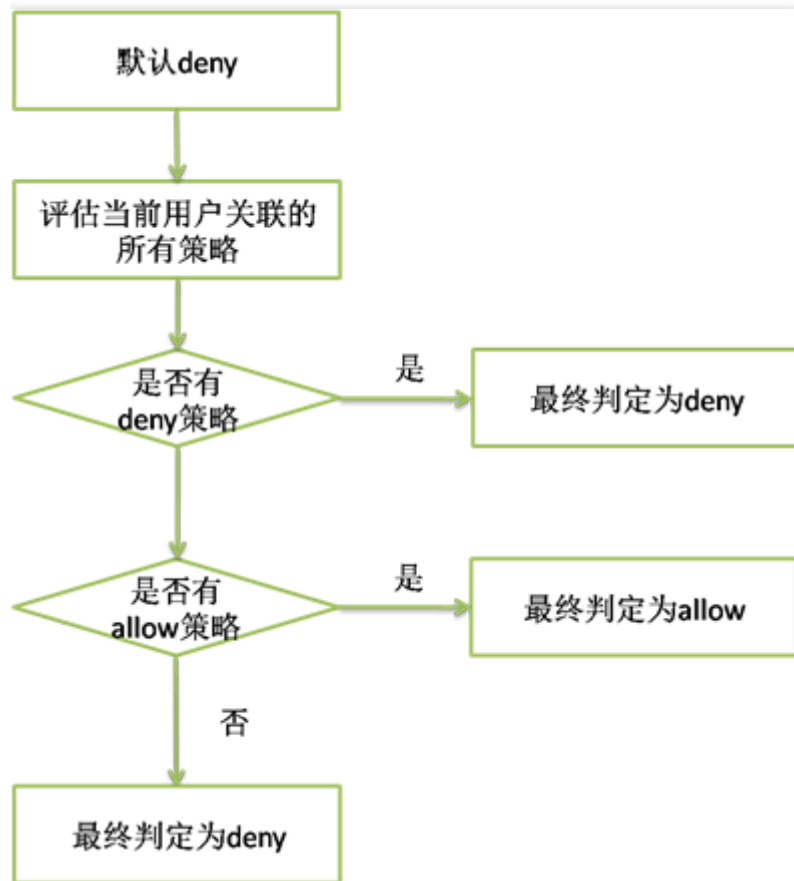 默认deny
评估当前用户关联的
所有策略
是否有
deny策略
是
最终判定为deny
是否有
allow策略
是
最终判定为allow
否
最终判定为deny